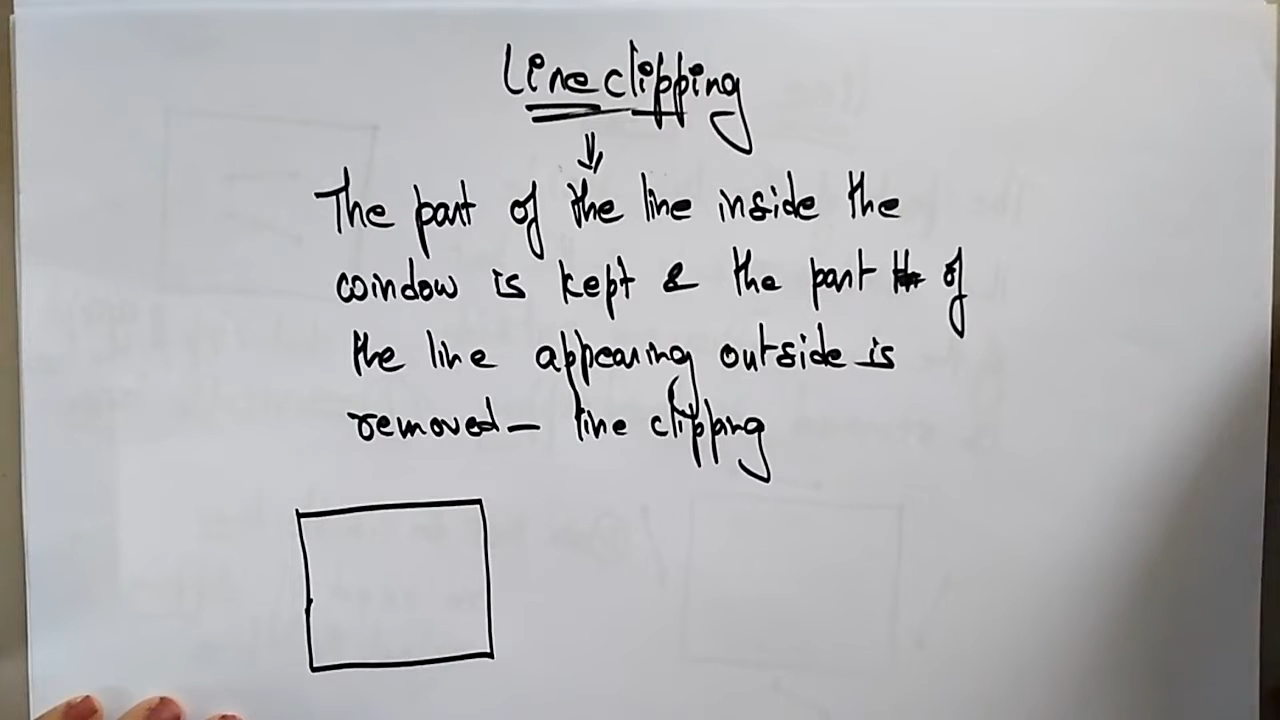 Line clipping
The part of the line inside the
window is kept & the part of
the line appearing outside is
removed - line clipping